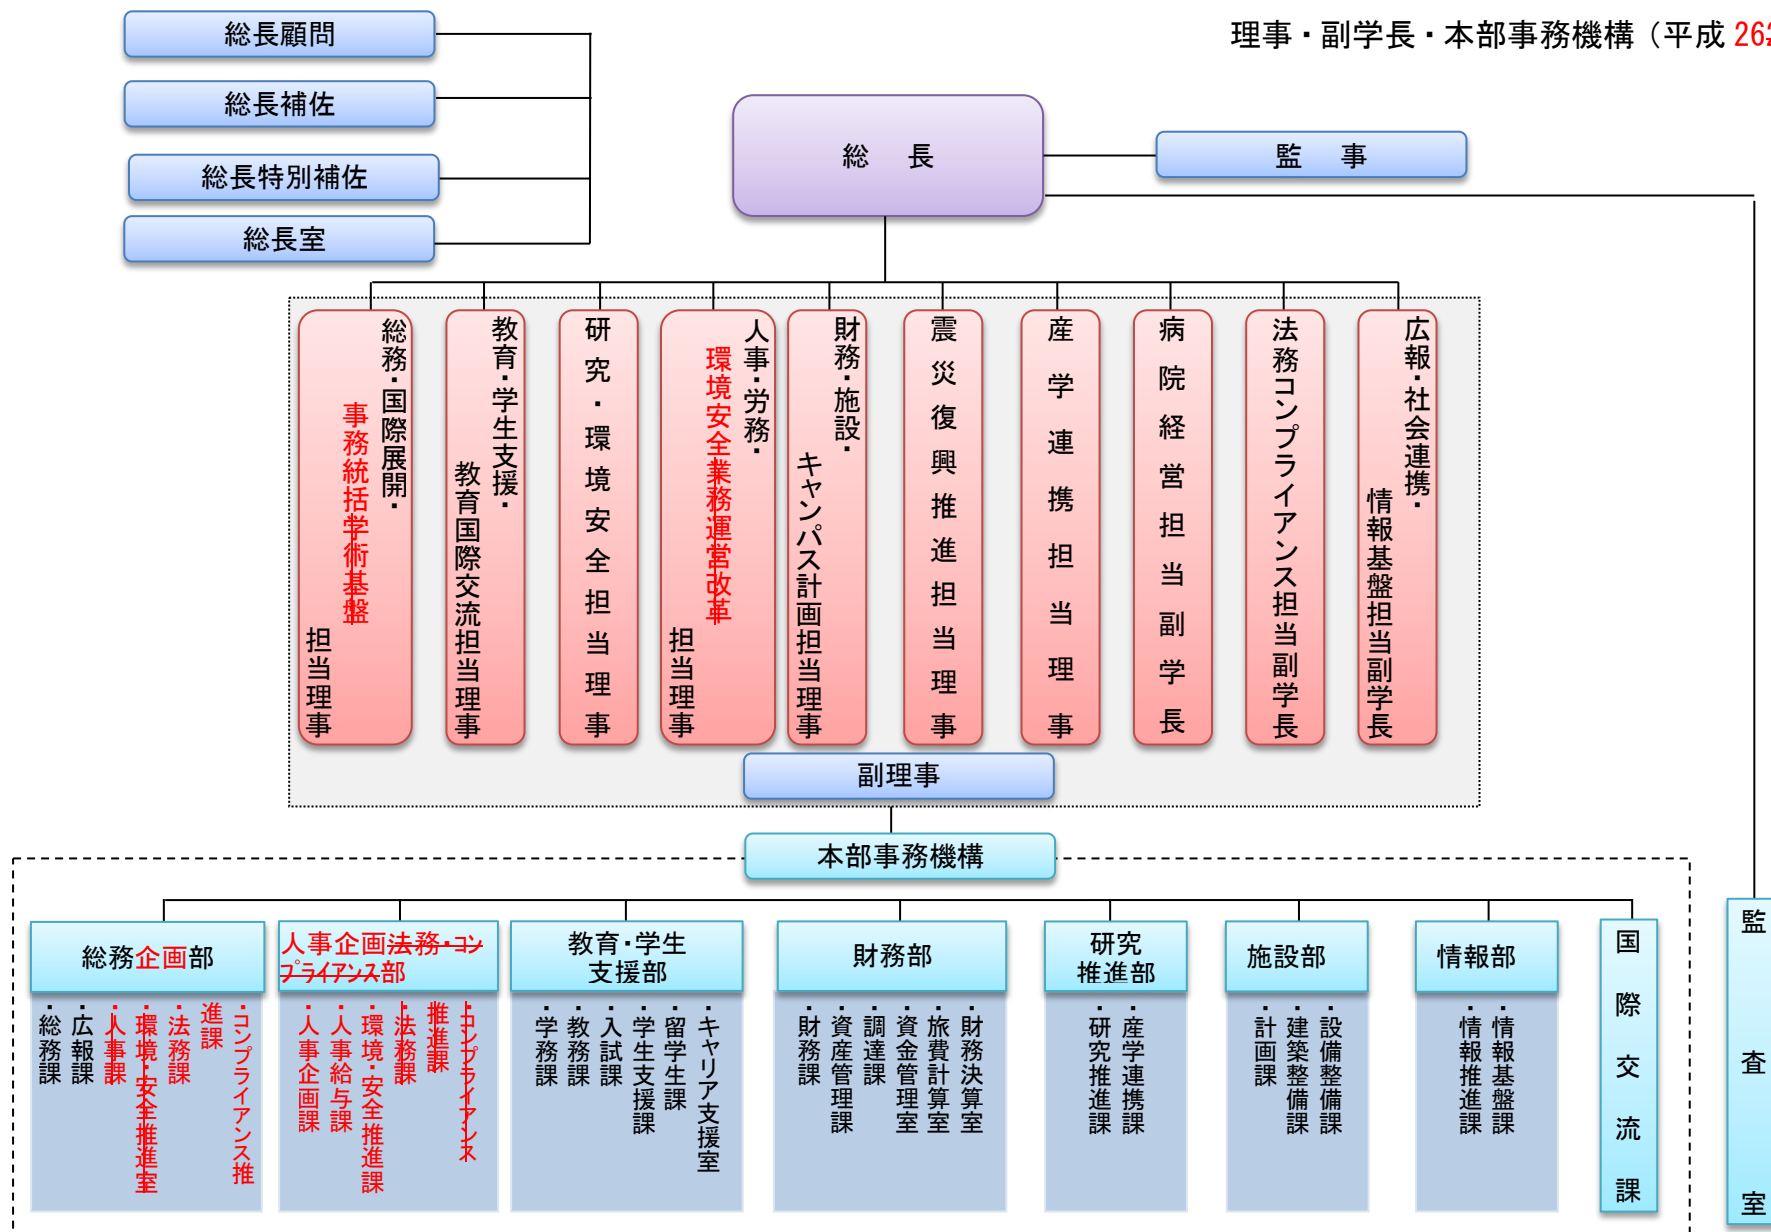 理事・副学長・本部事務機構（平成 26
総長顧問
総長補佐
総長特別補佐
総長室
総　長
監　事
総務・国際展開・
事務統括学術基盤
担当理事
教育・学生支援・
教育国際交流担当理事
研究・環境安全担当理事
人事・労務・
環境安全業務運営改革
担当理事
財務・施設・
キャンパス計画担当理事
震災復興推進担当理事
産学連携担当理事
病院経営担当副学長
法務コンプライアンス担当副学長
広報・社会連携・
情報基盤担当副学長
副理事
本部事務機構
総務企画部
・総務課
・広報課
・人事課
・環境・安全推進室
・法務課
・コンプライアンス推
進課
人事企画法務・コン
プライアンス部
・人事企画課
・人事給与課
・環境・安全推進課
・法務課
・コンプライアンス
推進課
教育・学生
支援部
・学務課
・教務課
・入試課
・学生支援課
・留学生課
・キャリア支援室
財務部
・財務課
・資産管理課
・調達課
・資金管理室
・旅費計算室
・財務決算室
研究
推進部
・研究推進課
・産学連携課
施設部
・計画課
・建築整備課
・設備整備課
情報部
・情報推進課
・情報基盤課
国際交流課
監査室